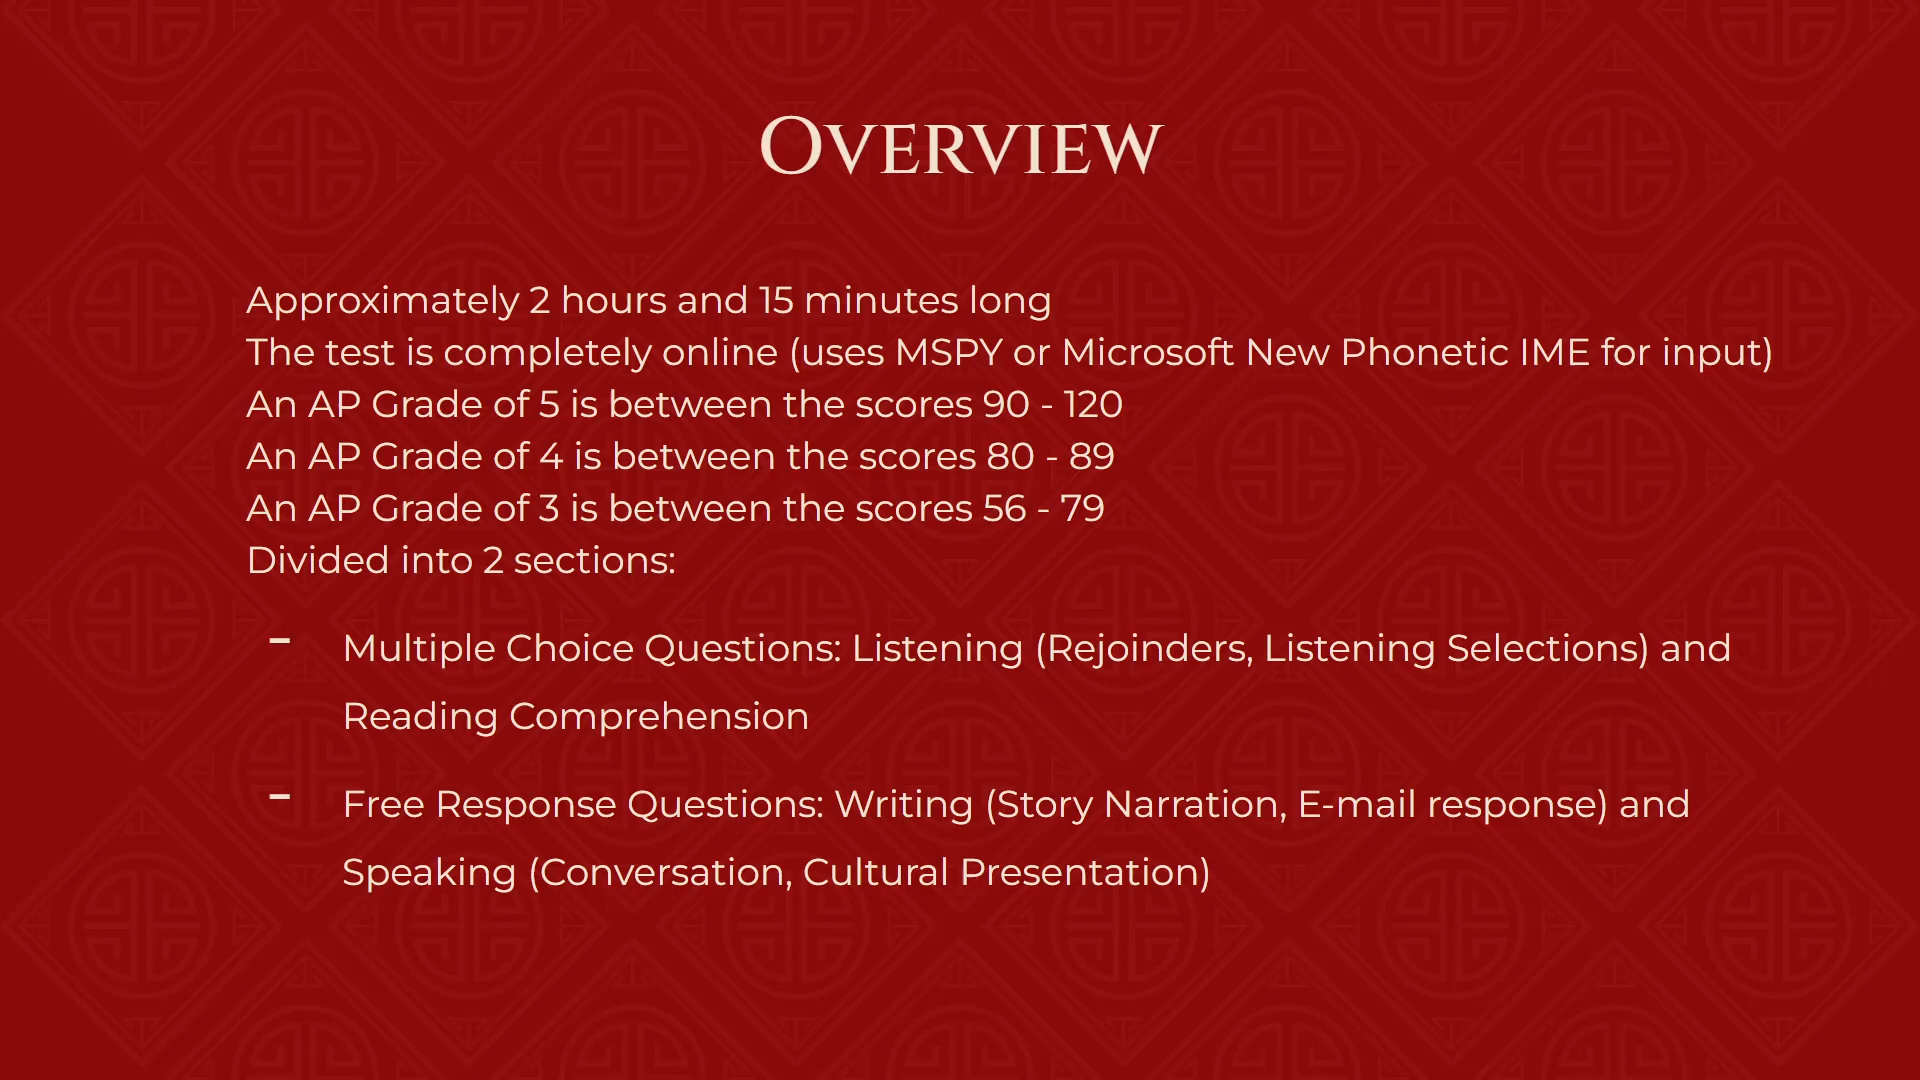 Overview
Approximately 2 hours and 15 minutes long
The test is completely online (uses MSPY or Microsoft New Phonetic IME for input)
An AP Grade of 5 is between the scores 90 - 120
An AP Grade of 4 is between the scores 80 - 89
An AP Grade of 3 is between the scores 56 - 79
Divided into 2 sections:
- Multiple Choice Questions: Listening (Rejoinders, Listening Selections) and
Reading Comprehension
- Free Response Questions: Writing (Story Narration, E-mail response) and
Speaking (Conversation, Cultural Presentation)